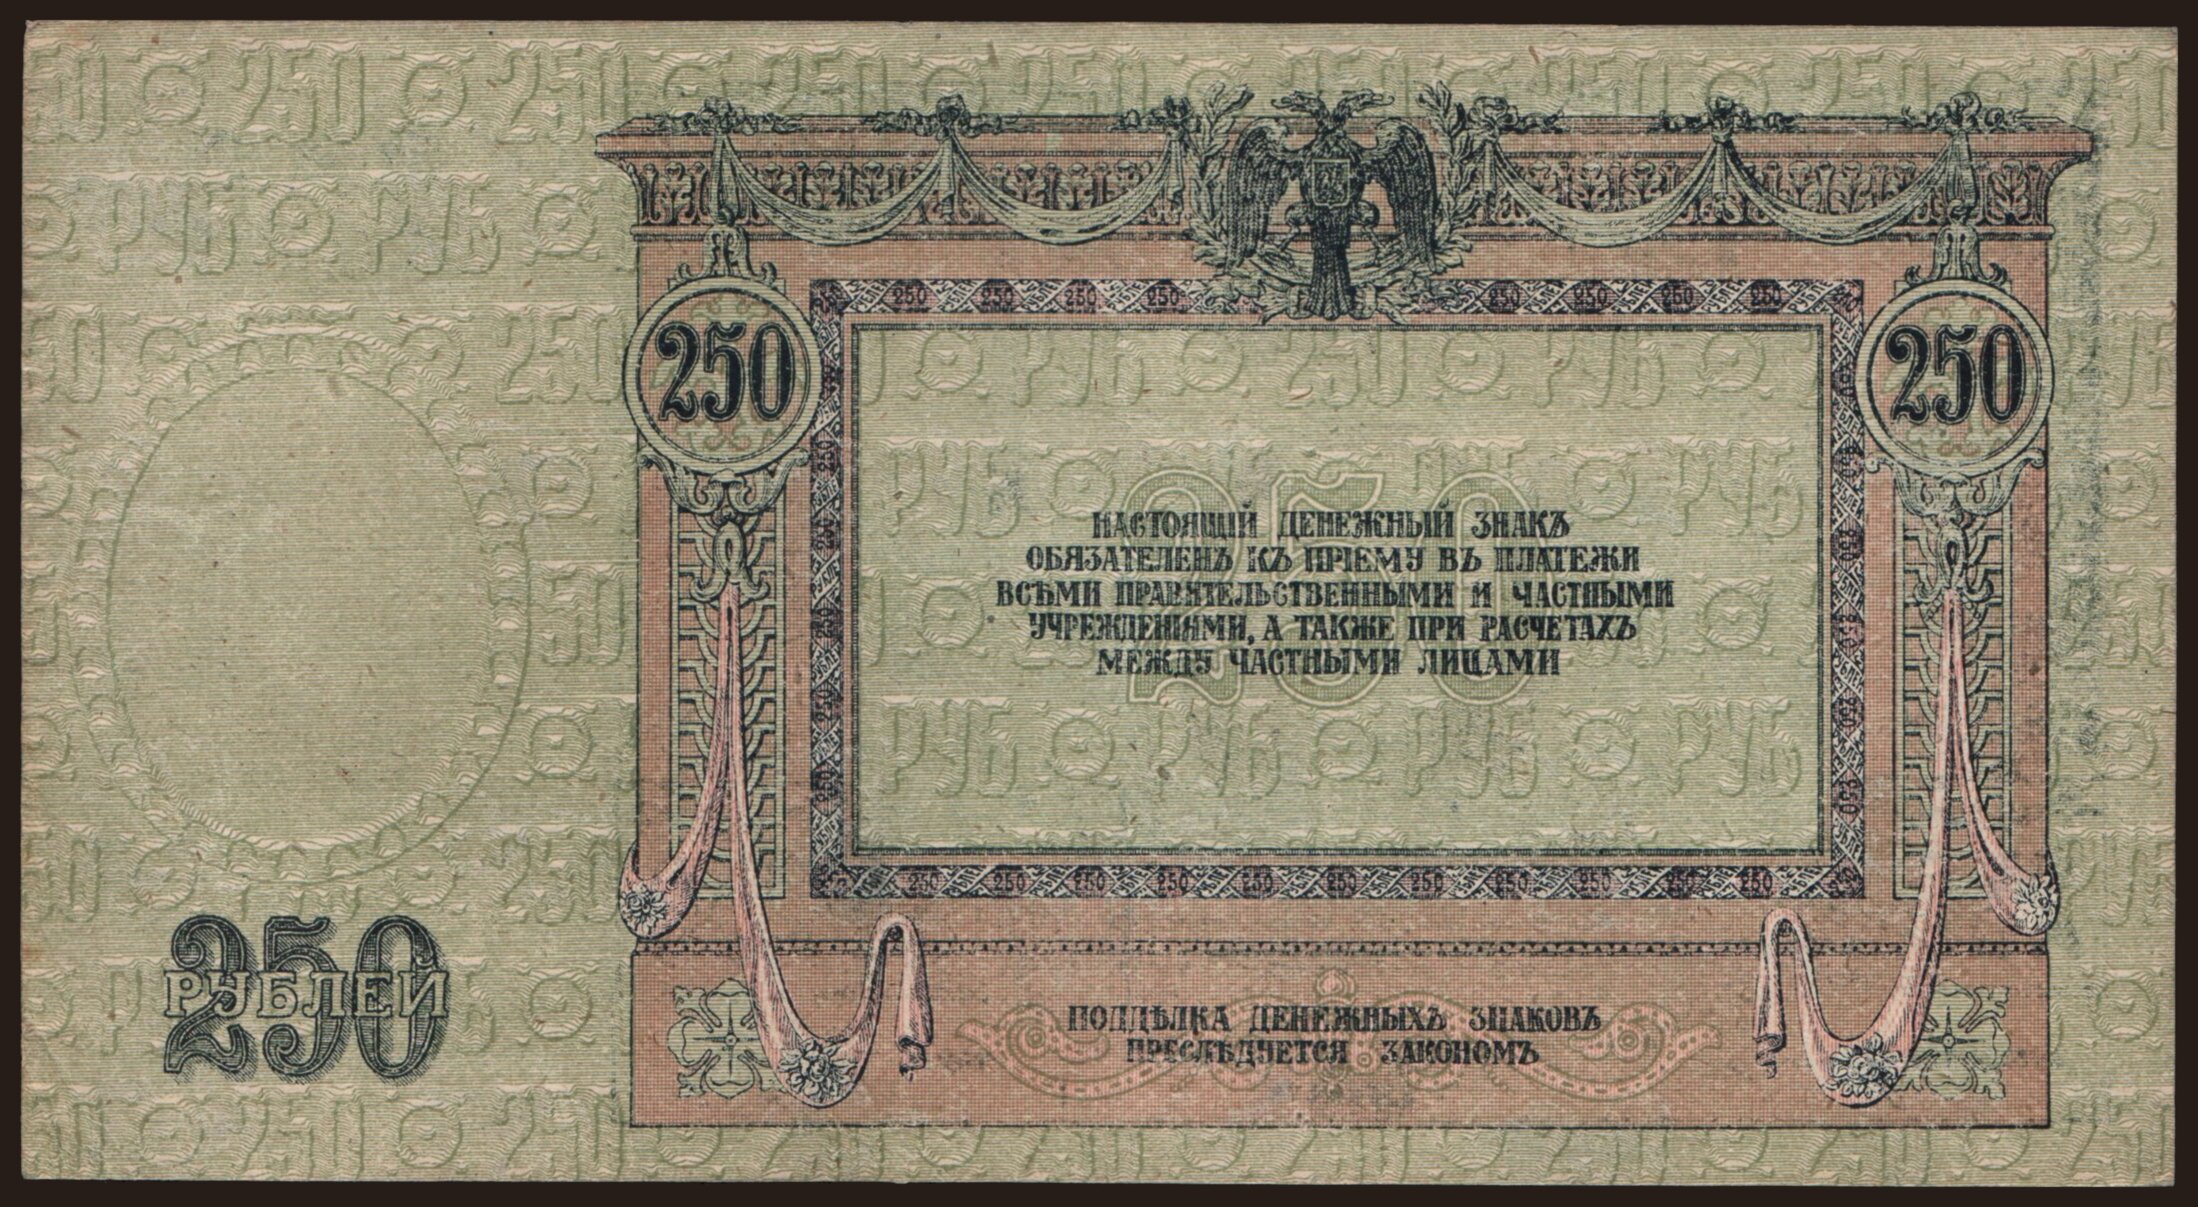 250
250
НАСТОЯЩІЙ ДЕНЕЖНЫЙ ЗНАКЪ
ОБЯЗАТЕЛЕНЪ КЪ ПРІЕМУ ВЪ ПЛАТЕЖИ
ВСѢМИ ПРАВИТЕЛЬСТВЕННЫМИ И ЧАСТНЫМИ
УЧРЕЖДЕНІЯМИ, А ТАКЖЕ ПРИ РАСЧЕТАХЪ
МЕЖДУ ЧАСТНЫМИ ЛИЦАМИ
250
250
РУБЛЕЙ
ПОДДѢЛКА ДЕНЕЖНЫХЪ ЗНАКОВЪ
ПРЕСЛѢДУЕТСЯ ЗАКОНОМЪ